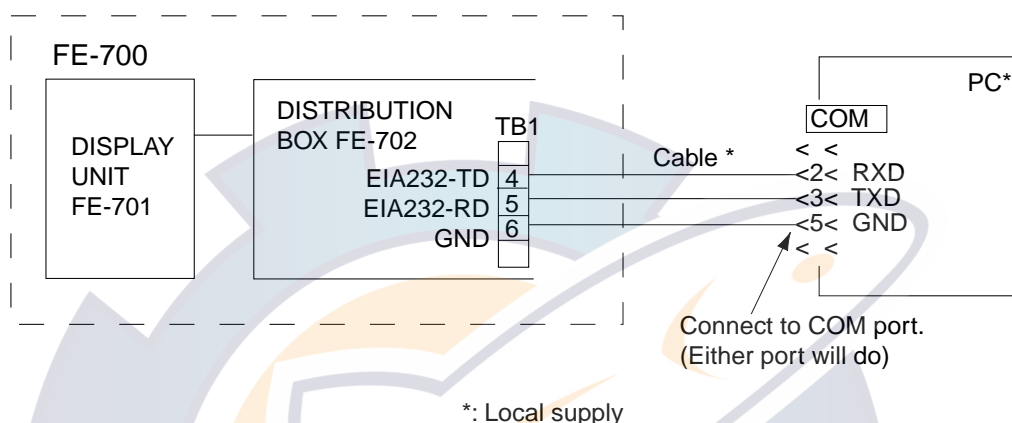 FE-700
DISPLAY
UNIT
FE-701
DISTRIBUTION
BOX FE-702
TB1
EIA232-TD 4
EIA232-RD 5
GND 6
Cable *
PC*
COM
< <
<2< RXD
<3< TXD
<5< GND
< <
Connect to COM port.
(Either port will do)
*: Local supply